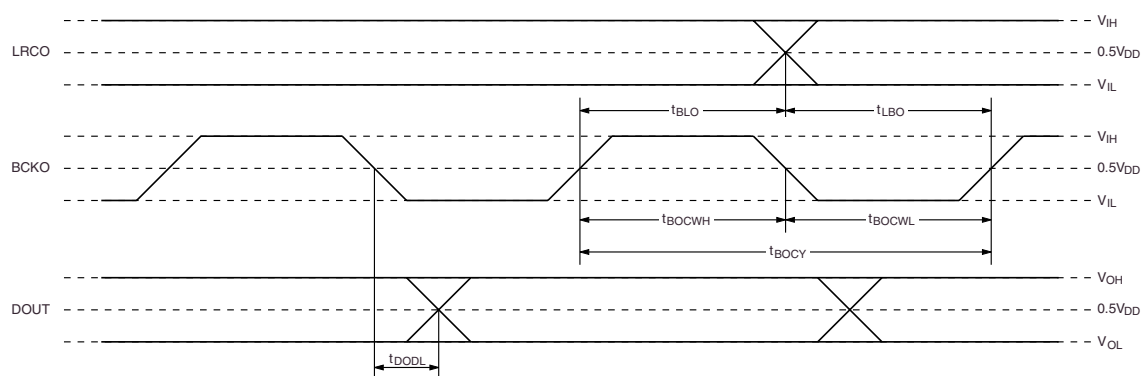 LRCO
VIH
0.5VDD
VIL
tBLO
tLBO
BCKO
VIH
0.5VDD
VIL
tBOCWH
tBOCWL
tBOCY
DOUT
VOH
0.5VDD
VOL
tDODL